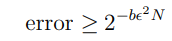 error ≥ 2^{-bϵ^2 N}